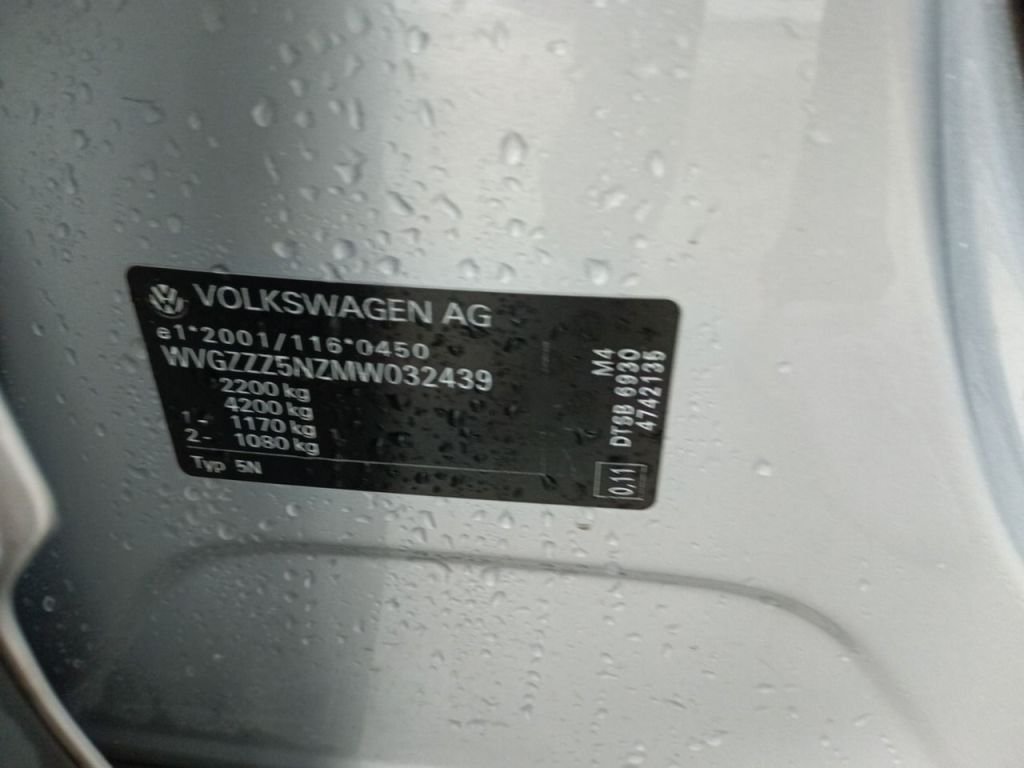 VOLKSWAGEN AG
e1*2001/116*0450
WVGZZZ5NZMW032439
2200 kg
4200 kg
1- 1170 kg
2- 1080 kg
Typ 5N
M4
DTSB 6930
4742135
0,11